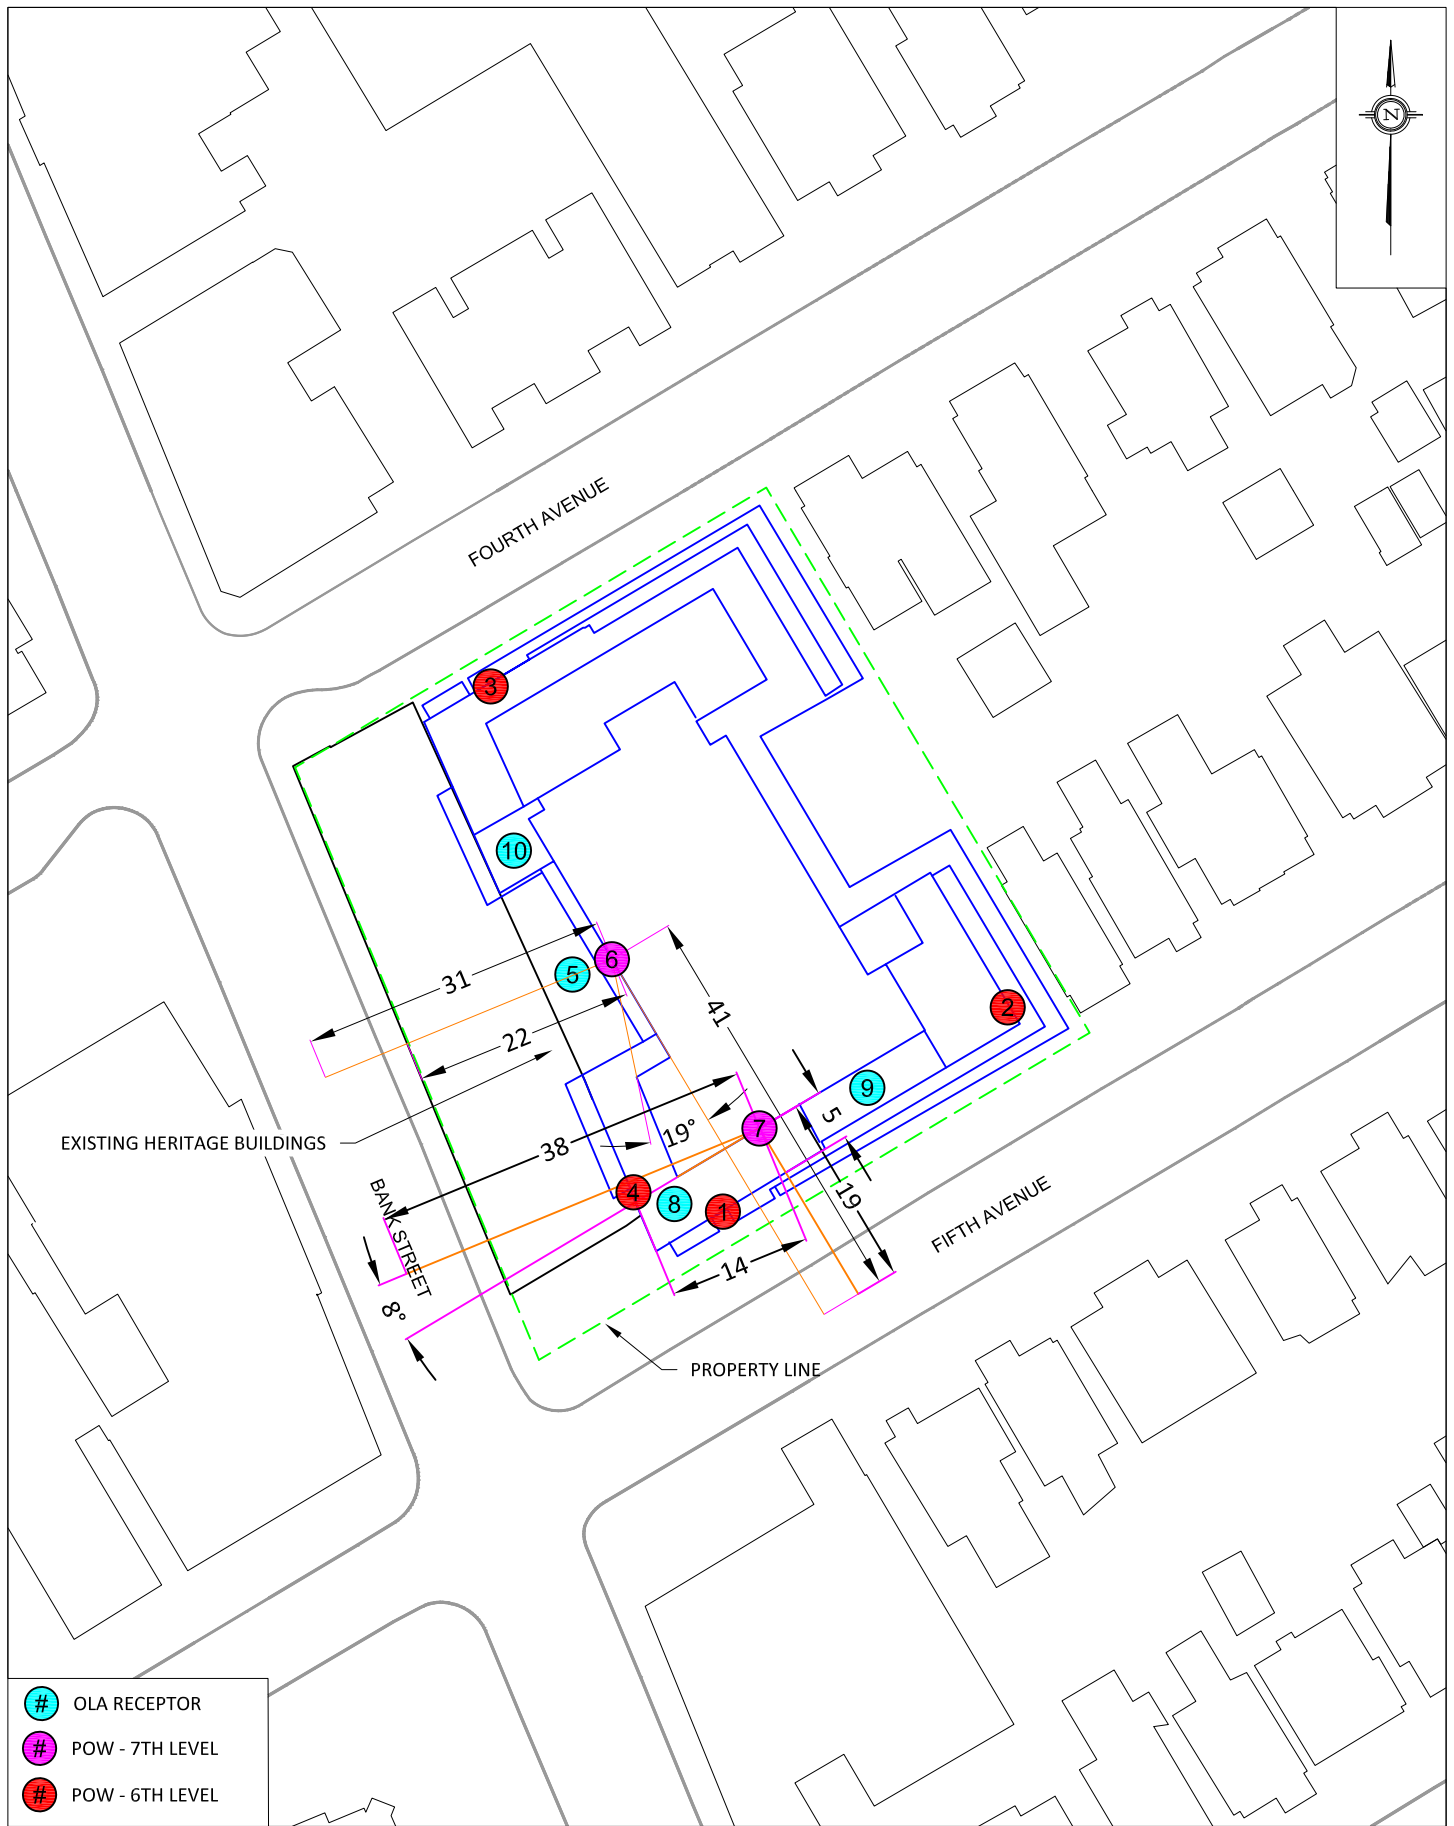 N
FOURTH AVENUE
3
10
6
5
31
41
2
22
9
5
EXISTING HERITAGE BUILDINGS
7
19°
38
4
8
1
19
BANK STREET
FIFTH AVENUE
14
8°
PROPERTY LINE
# OLA RECEPTOR
# POW - 7TH LEVEL
# POW - 6TH LEVEL